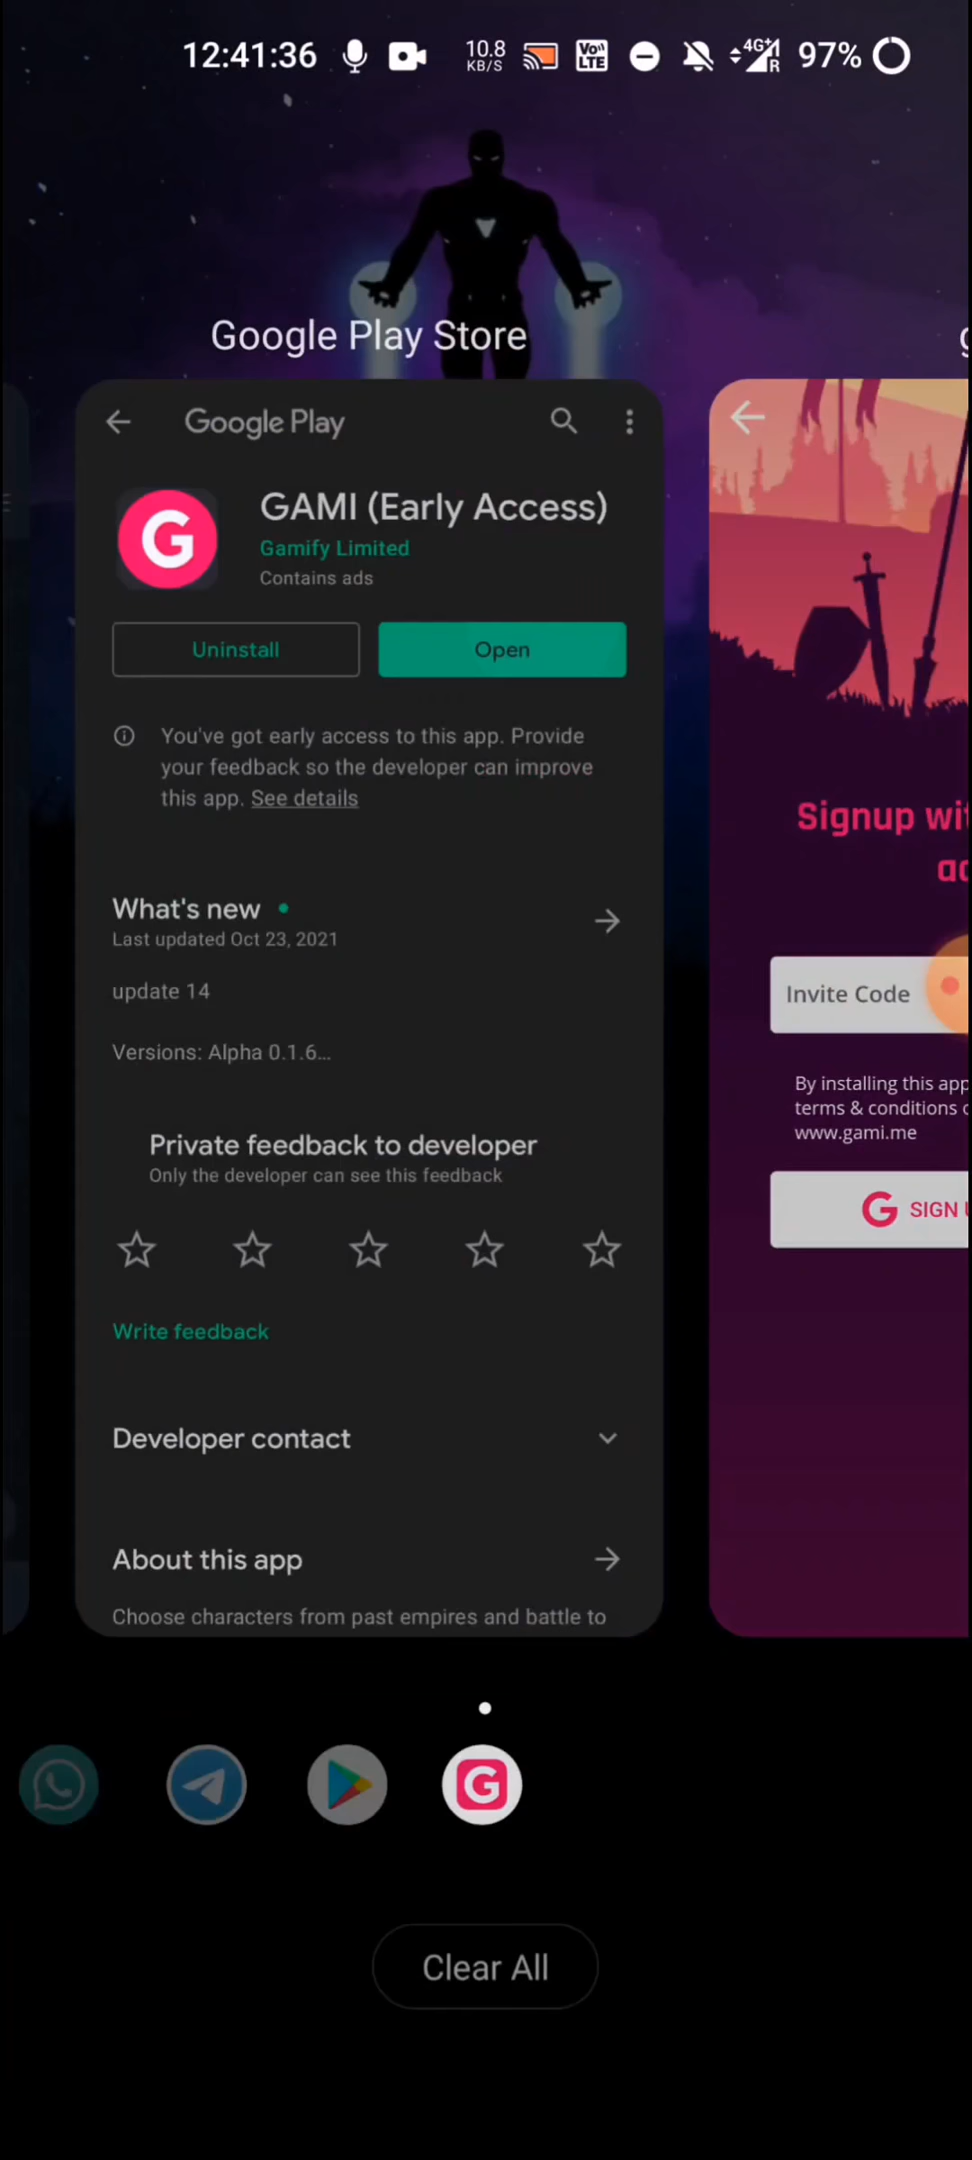 12:41:36 10.8 KB/S Vo)) LTE 4G+ R 97%
Google Play Store
Google Play
G GAMI (Early Access)
Gamify Limited
Contains ads
Uninstall Open
You've got early access to this app. Provide
your feedback so the developer can improve
this app. See details
What's new
Last updated Oct 23, 2021
update 14
Versions: Alpha 0.1.6...
Private feedback to developer
Only the developer can see this feedback
Write feedback
Developer contact
About this app
Choose characters from past empires and battle to
Signup
Invite Code
By installing this app
terms & conditions
www.gami.me
G SIGN
G
Clear All